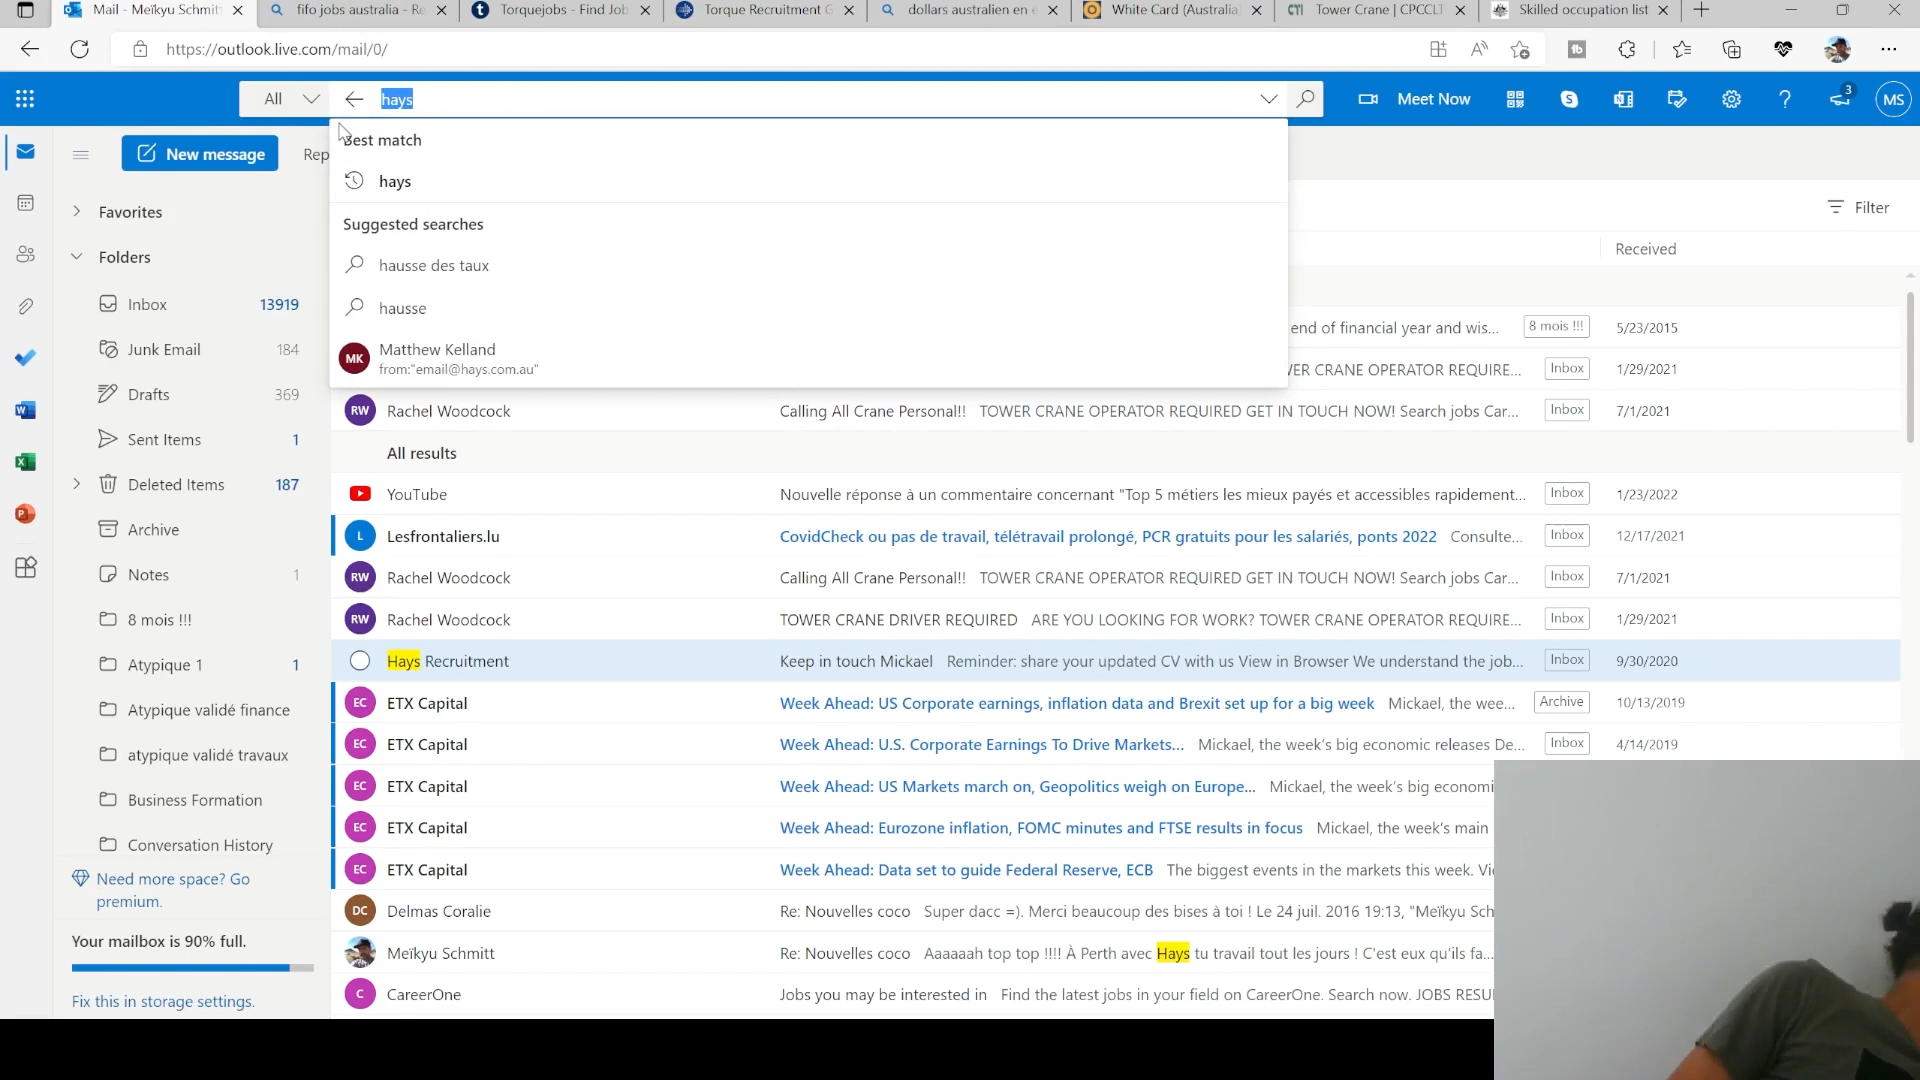 Mail - Meïkyu Schmitt
fifo jobs australia - Re
Torquejobs - Find Job
Torque Recruitment G
dollars australien en e
White Card (Australia)
Tower Crane | CPCCLT
Skilled occupation list
https://outlook.live.com/mail/0/
All
hays
Meet Now
3
MS
New message
Rep
Best match
hays
Suggested searches
hausse des taux
hausse
MK
Matthew Kelland
from:"email@hays.com.au"
Filter
Received
Favorites
Folders
Inbox 13919
Junk Email 184
Drafts 369
Sent Items 1
Deleted Items 187
Archive
Notes 1
8 mois !!!
Atypique 1 1
Atypique validé finance
atypique validé travaux
Business Formation
Conversation History
Need more space? Go
premium.
Your mailbox is 90% full.
Fix this in storage settings.
end of financial year and wis... 8 mois !!! 5/23/2015
ER CRANE OPERATOR REQUIRE... Inbox 1/29/2021
RW Rachel Woodcock Calling All Crane Personal!! TOWER CRANE OPERATOR REQUIRED GET IN TOUCH NOW! Search jobs Car... Inbox 7/1/2021
All results
YouTube Nouvelle réponse à un commentaire concernant "Top 5 métiers les mieux payés et accessibles rapidement... Inbox 1/23/2022
L Lesfrontaliers.lu CovidCheck ou pas de travail, télétravail prolongé, PCR gratuits pour les salariés, ponts 2022 Consulte... Inbox 12/17/2021
RW Rachel Woodcock Calling All Crane Personal!! TOWER CRANE OPERATOR REQUIRED GET IN TOUCH NOW! Search jobs Car... Inbox 7/1/2021
RW Rachel Woodcock TOWER CRANE DRIVER REQUIRED ARE YOU LOOKING FOR WORK? TOWER CRANE OPERATOR REQUIRE... Inbox 1/29/2021
Hays Recruitment Keep in touch Mickael Reminder: share your updated CV with us View in Browser We understand the job... Inbox 9/30/2020
EC ETX Capital Week Ahead: US Corporate earnings, inflation data and Brexit set up for a big week Mickael, the wee... Archive 10/13/2019
EC ETX Capital Week Ahead: U.S. Corporate Earnings To Drive Markets... Mickael, the week's big economic releases De... Inbox 4/14/2019
EC ETX Capital Week Ahead: US Markets march on, Geopolitics weigh on Europe... Mickael, the week's big economi
EC ETX Capital Week Ahead: Eurozone inflation, FOMC minutes and FTSE results in focus Mickael, the week's main
EC ETX Capital Week Ahead: Data set to guide Federal Reserve, ECB The biggest events in the markets this week. Vi
DC Delmas Coralie Re: Nouvelles coco Super dacc =). Merci beaucoup des bises à toi ! Le 24 juil. 2016 19:13, "Meïkyu Sch
Meïkyu Schmitt Re: Nouvelles coco Aaaaaah top top !!!! À Perth avec Hays tu travail tout les jours ! C'est eux qu'ils fa...
C CareerOne Jobs you may be interested in Find the latest jobs in your field on CareerOne. Search now. JOBS RESU